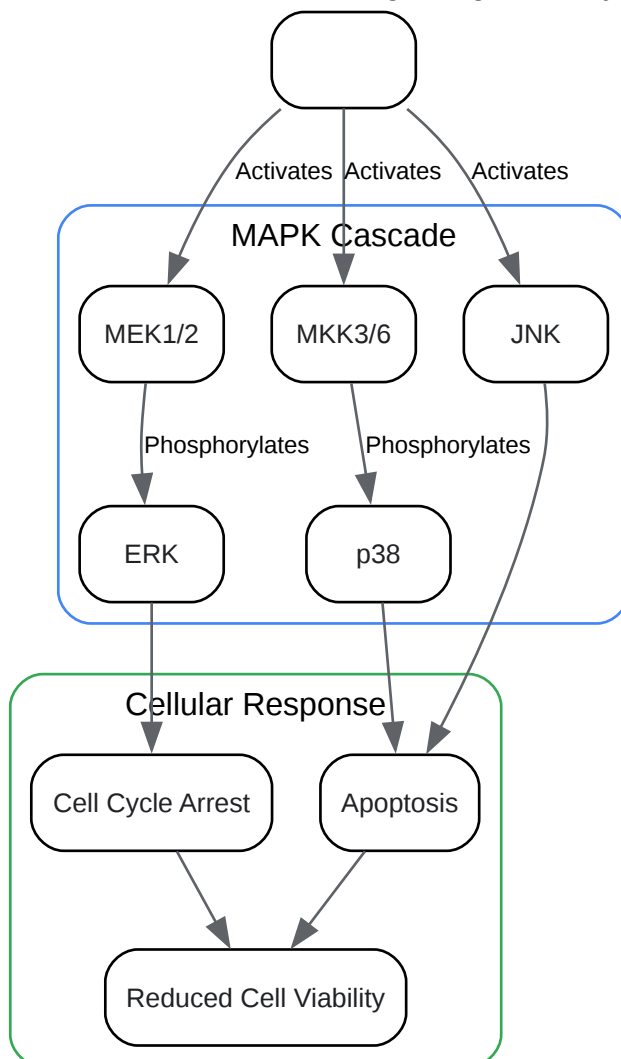 Activates Activates Activates
MAPK Cascade
MEK1/2 MKK3/6 JNK
Phosphorylates Phosphorylates
ERK p38
Cellular Response
Cell Cycle Arrest Apoptosis
Reduced Cell Viability